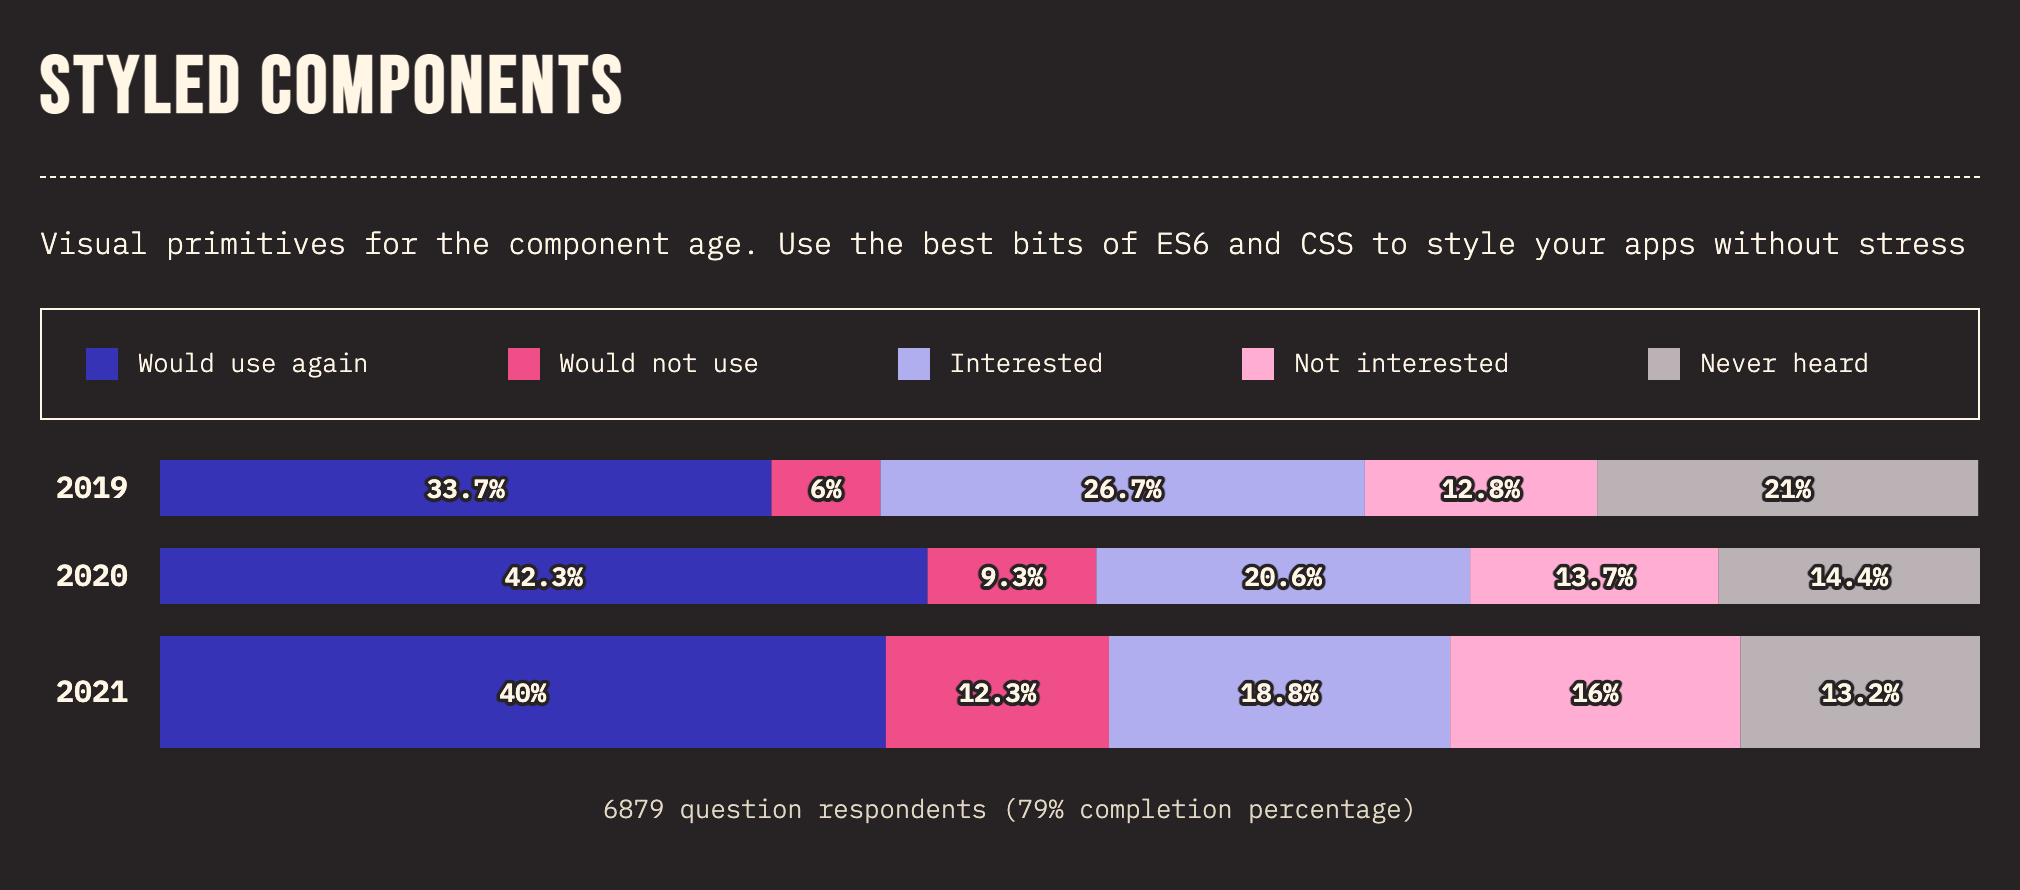 STYLED COMPONENTS
Visual primitives for the component age. Use the best bits of ES6 and CSS to style your apps without stress
Would use again Would not use Interested Not interested Never heard
2019 33.7% 6% 26.7% 12.8% 21%
2020 42.3% 9.3% 20.6% 13.7% 14.4%
2021 40% 12.3% 18.8% 16% 13.2%
6879 question respondents (79% completion percentage)